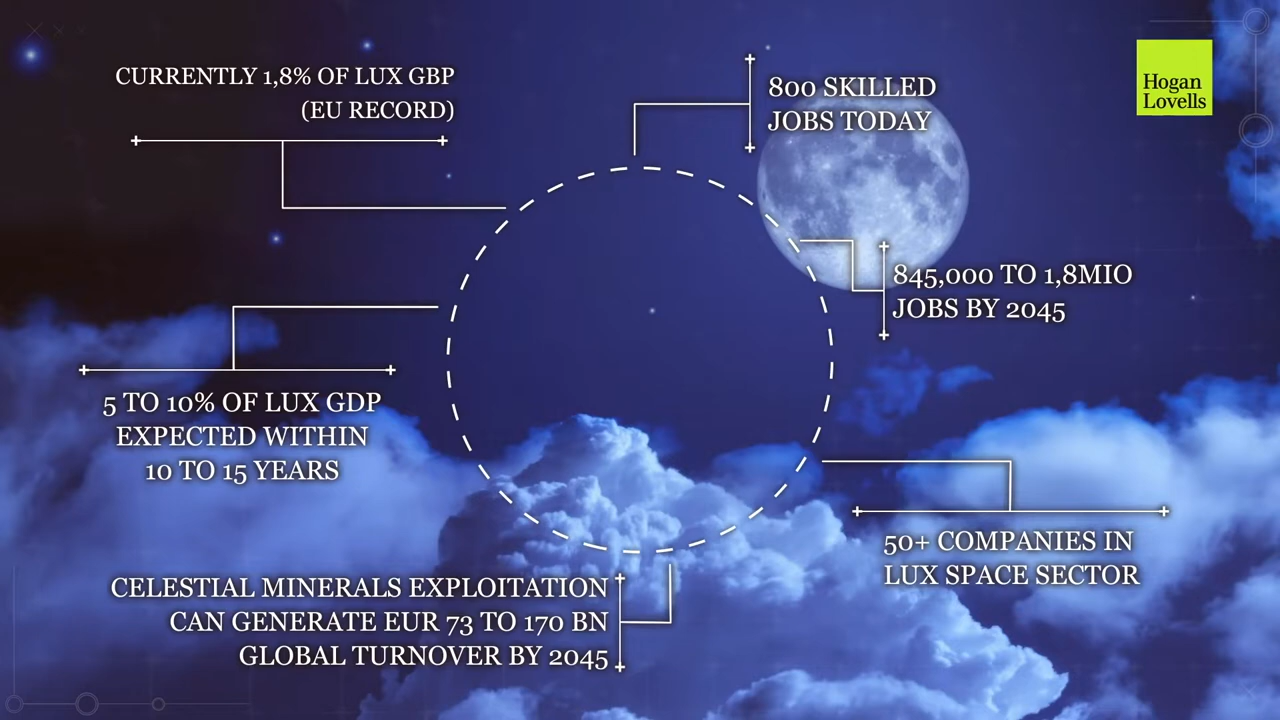 CURRENTLY 1,8% OF LUX GBP
(EU RECORD)
800 SKILLED
JOBS TODAY
Hogan
Lovells
845,000 TO 1,8MIO
JOBS BY 2045
5 TO 10% OF LUX GDP
EXPECTED WITHIN
10 TO 15 YEARS
50+ COMPANIES IN
LUX SPACE SECTOR
CELESTIAL MINERALS EXPLOITATION
CAN GENERATE EUR 73 TO 170 BN
GLOBAL TURNOVER BY 2045